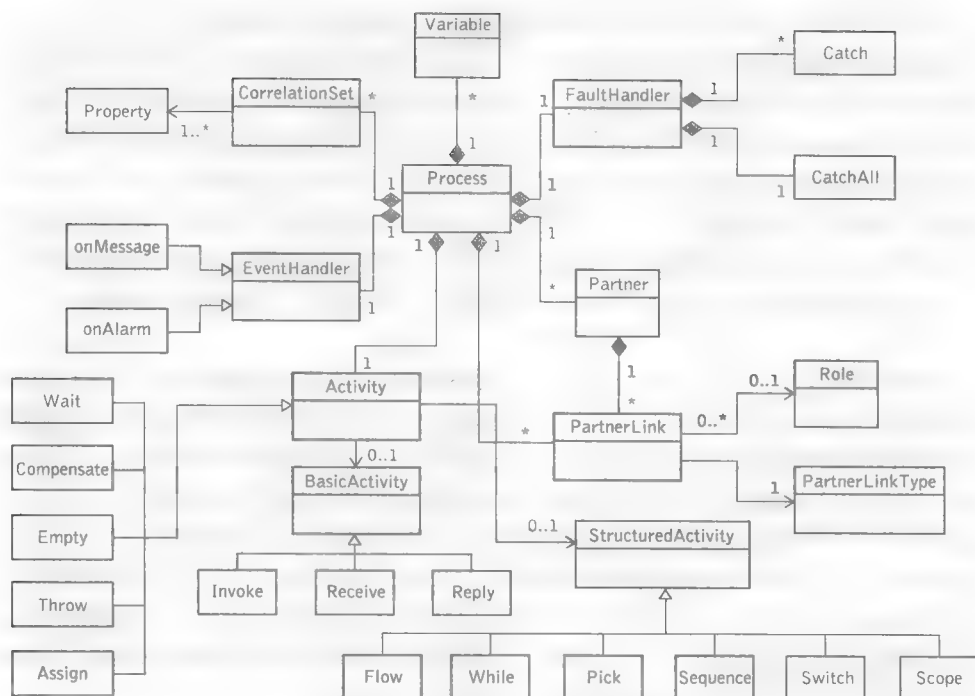 Variable
*
1
Property
1..*
CorrelationSet
*
1
Process
FaultHandler
1
1
1
*
Catch
1
1
CatchAll
onMessage
onAlarm
EventHandler
1
1
1
1
1
*
Partner
1
*
Activity
1
0..1
BasicActivity
Wait
Compensate
Empty
Throw
Assign
Invoke
Receive
Reply
*
PartnerLink
0..*
0..1
Role
1
PartnerLinkType
0..1
StructuredActivity
Flow
While
Pick
Sequence
Switch
Scope